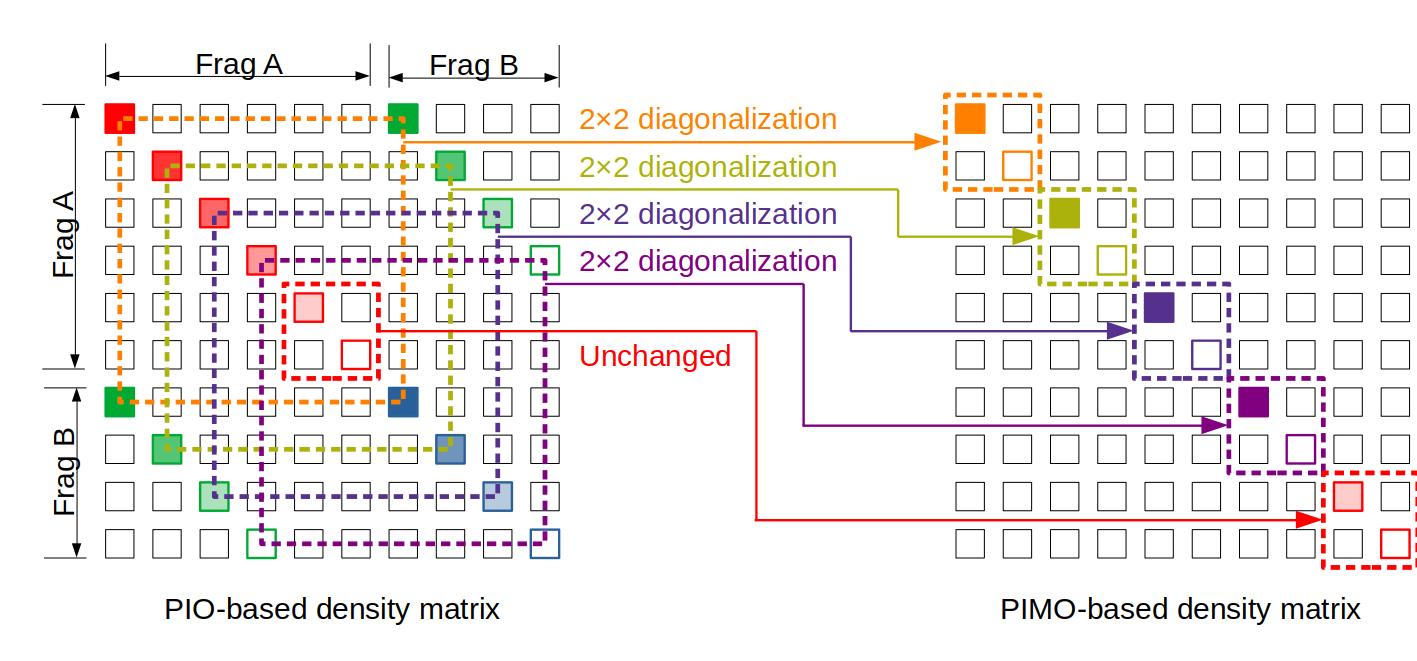 Frag A
Frag B
2×2 diagonalization
2×2 diagonalization
Frag A
2×2 diagonalization
2×2 diagonalization
Unchanged
Frag B
PIO-based density matrix
PIMO-based density matrix